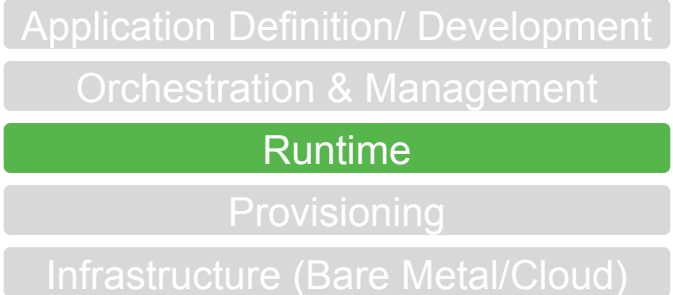 Application Definition/ Development
Orchestration & Management
Runtime
Provisioning
Infrastructure (Bare Metal/Cloud)